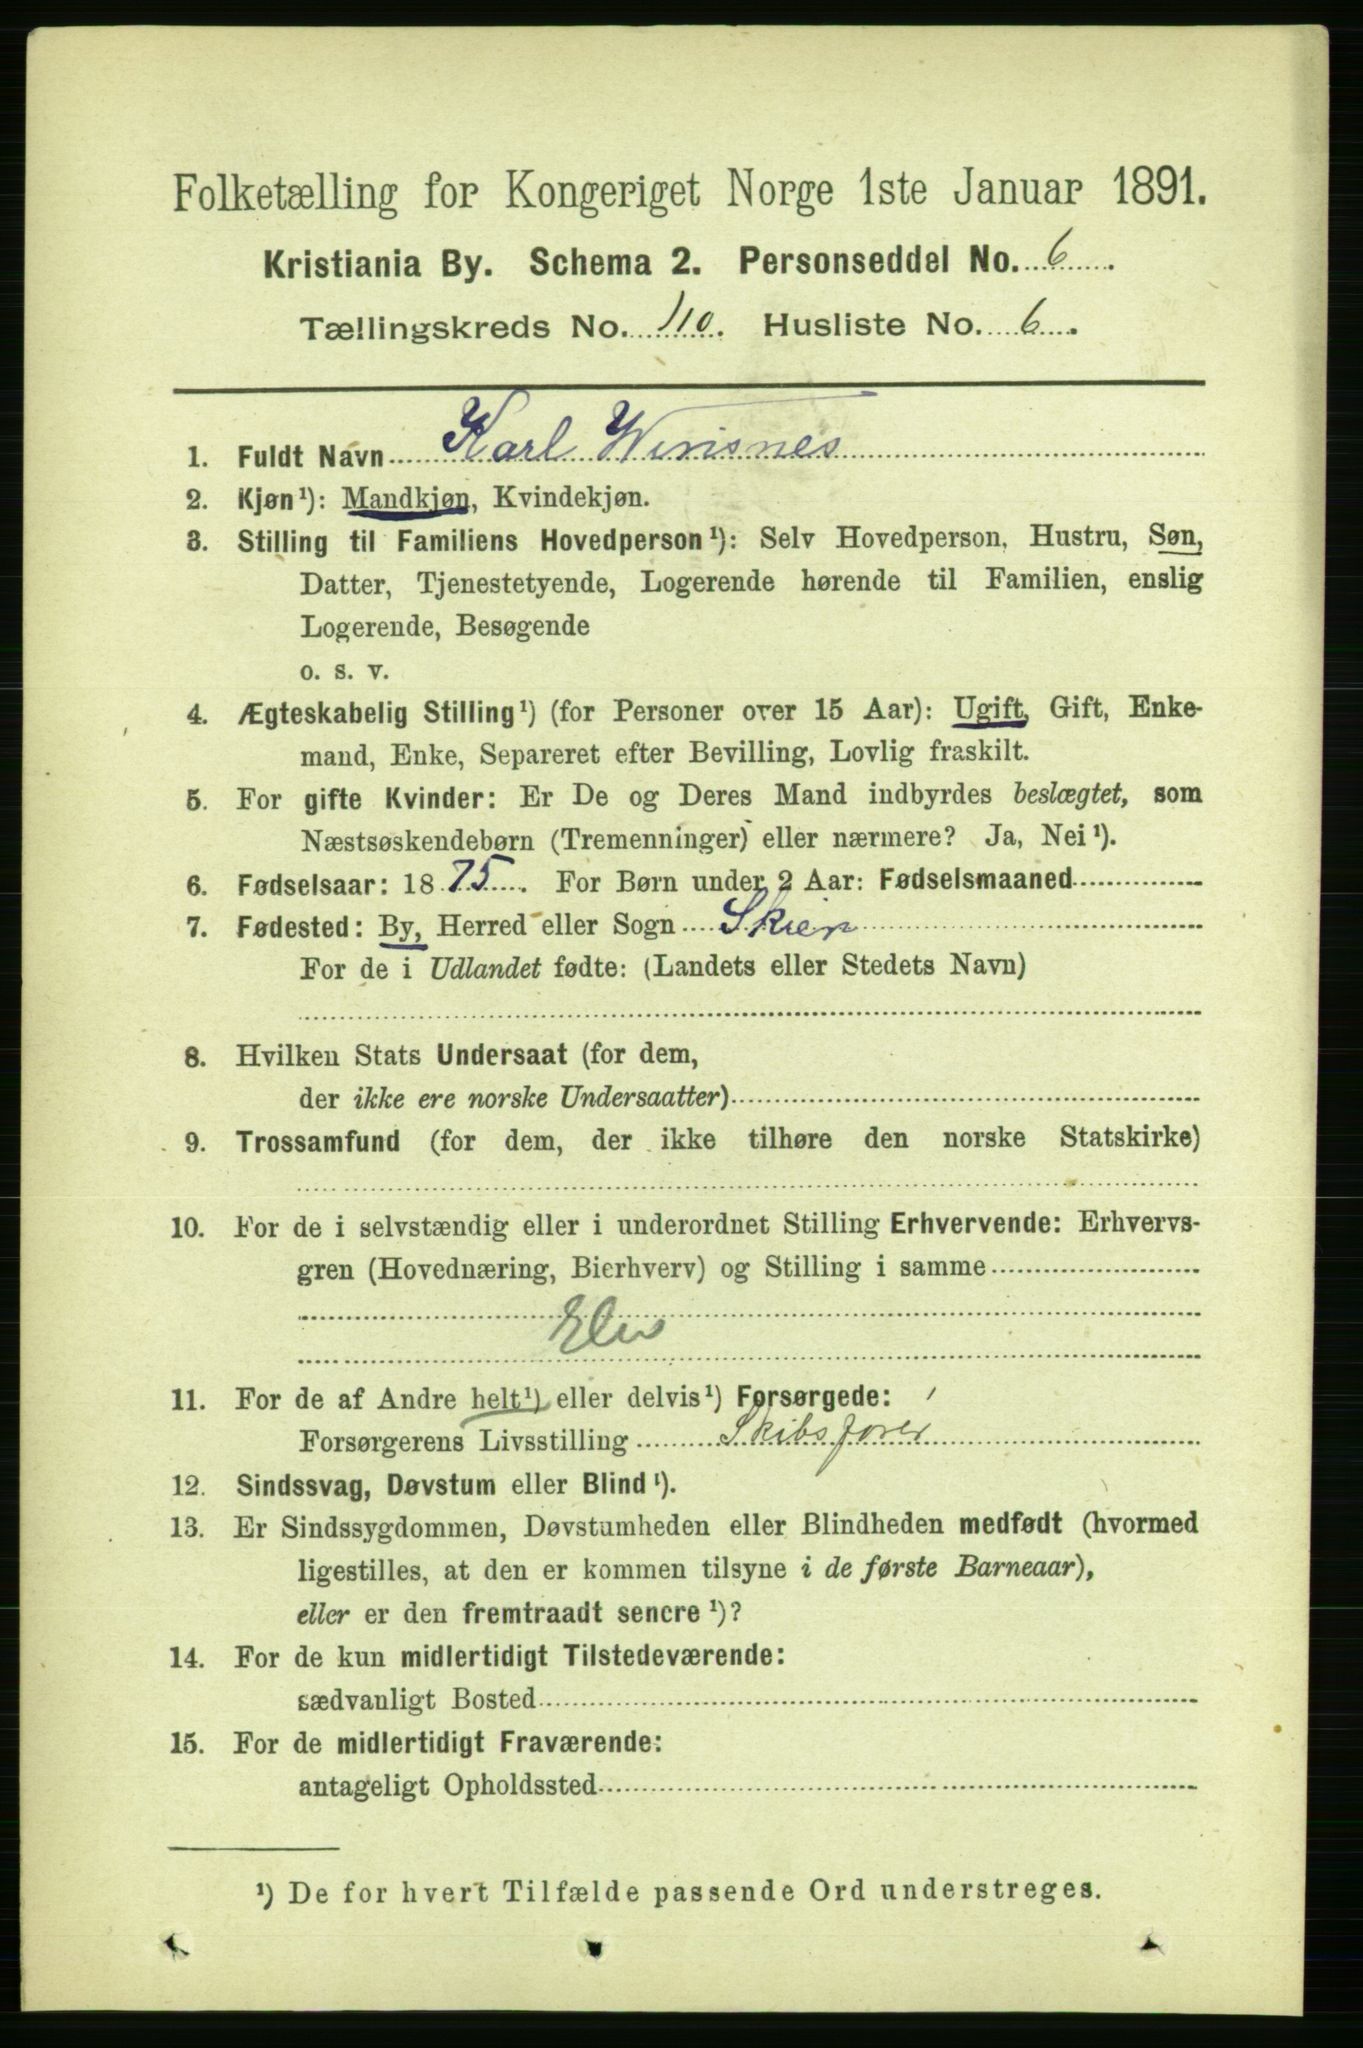 Folketælling for Kongeriget Norge 1ste Januar 1891.
Kristiania By. Schema 2. Personseddel No. 6.
Tællingskreds No. 110. Husliste No. 6.
1. Fuldt Navn Karl Wirisnes
2. Kjøn¹): Mandkjøn, Kvindekjøn.
3. Stilling til Familiens Hovedperson¹): Selv Hovedperson, Hustru, Søn,
Datter, Tjenestetyende, Logerende hørende til Familien, enslig
Logerende, Besøgende
o. s. v.
4. Ægteskabelig Stilling¹) (for Personer over 15 Aar): Ugift, Gift, Enke-
mand, Enke, Separeret efter Bevilling, Lovlig fraskilt.
5. For gifte Kvinder: Er De og Deres Mand indbyrdes beslægtet, som
Næstsøskendebørn (Tremenninger) eller nærmere? Ja, Nei¹).
6. Fødselsaar: 1875. For Børn under 2 Aar: Fødselsmaaned
7. Fødested: By, Herred eller Sogn Skien
For de i Udlandet fødte: (Landets eller Stedets Navn)
8. Hvilken Stats Undersaat (for dem,
der ikke ere norske Undersaatter)
9. Trossamfund (for dem, der ikke tilhøre den norske Statskirke)
10. For de i selvstændig eller i underordnet Stilling Erhvervende: Erhvervs-
gren (Hovednæring, Bierhverv) og Stilling i samme
Elev
11. For de af Andre helt¹) eller delvis¹) Forsørgede:
Forsørgerens Livsstilling Skibsfører
12. Sindssvag, Døvstum eller Blind¹).
13. Er Sindssygdommen, Døvstumheden eller Blindheden medfødt (hvormed
ligestilles, at den er kommen tilsyne i de første Barneaar),
eller er den fremtraadt senere¹)?
14. For de kun midlertidigt Tilstedeværende:
sædvanligt Bosted
15. For de midlertidigt Fraværende:
antageligt Opholdssted
¹) De for hvert Tilfælde passende Ord understreges.